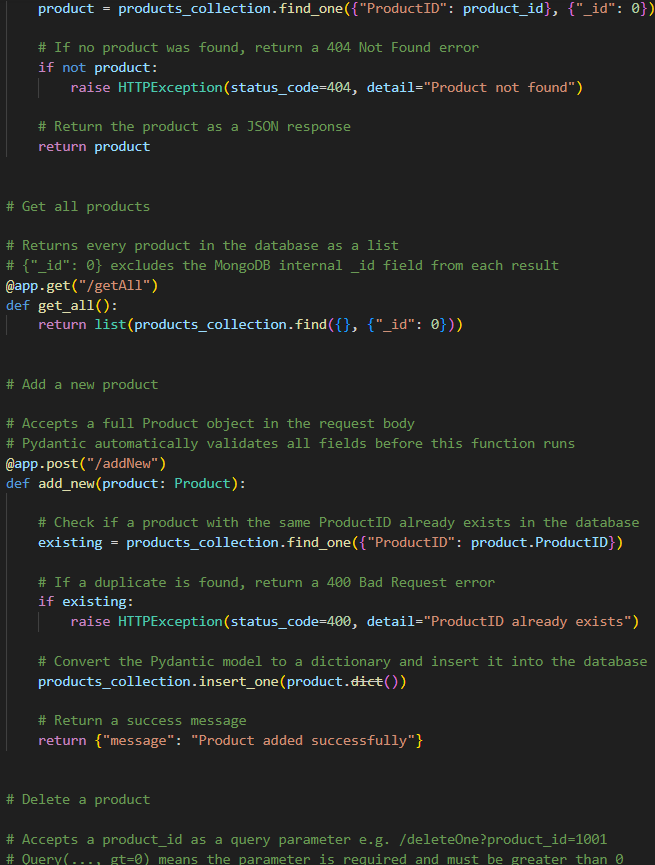 product = products_collection.find_one({"ProductID": product_id}, {"_id": 0})
# If no product was found, return a 404 Not Found error
if not product:
raise HTTPException(status_code=404, detail="Product not found")
# Return the product as a JSON response
return product
# Get all products
# Returns every product in the database as a list
# {"_id": 0} excludes the MongoDB internal _id field from each result
@app.get("/getAll")
def get_all():
return list(products_collection.find({}, {"_id": 0}))
# Add a new product
# Accepts a full Product object in the request body
# Pydantic automatically validates all fields before this function runs
@app.post("/addNew")
def add_new(product: Product):
# Check if a product with the same ProductID already exists in the database
existing = products_collection.find_one({"ProductID": product.ProductID})
# If a duplicate is found, return a 400 Bad Request error
if existing:
raise HTTPException(status_code=400, detail="ProductID already exists")
# Convert the Pydantic model to a dictionary and insert it into the database
products_collection.insert_one(product.dict())
# Return a success message
return {"message": "Product added successfully"}
# Delete a product
# Accepts a product_id as a query parameter e.g. /deleteOne?product_id=1001
# Query(..., gt=0) means the parameter is required and must be greater than 0